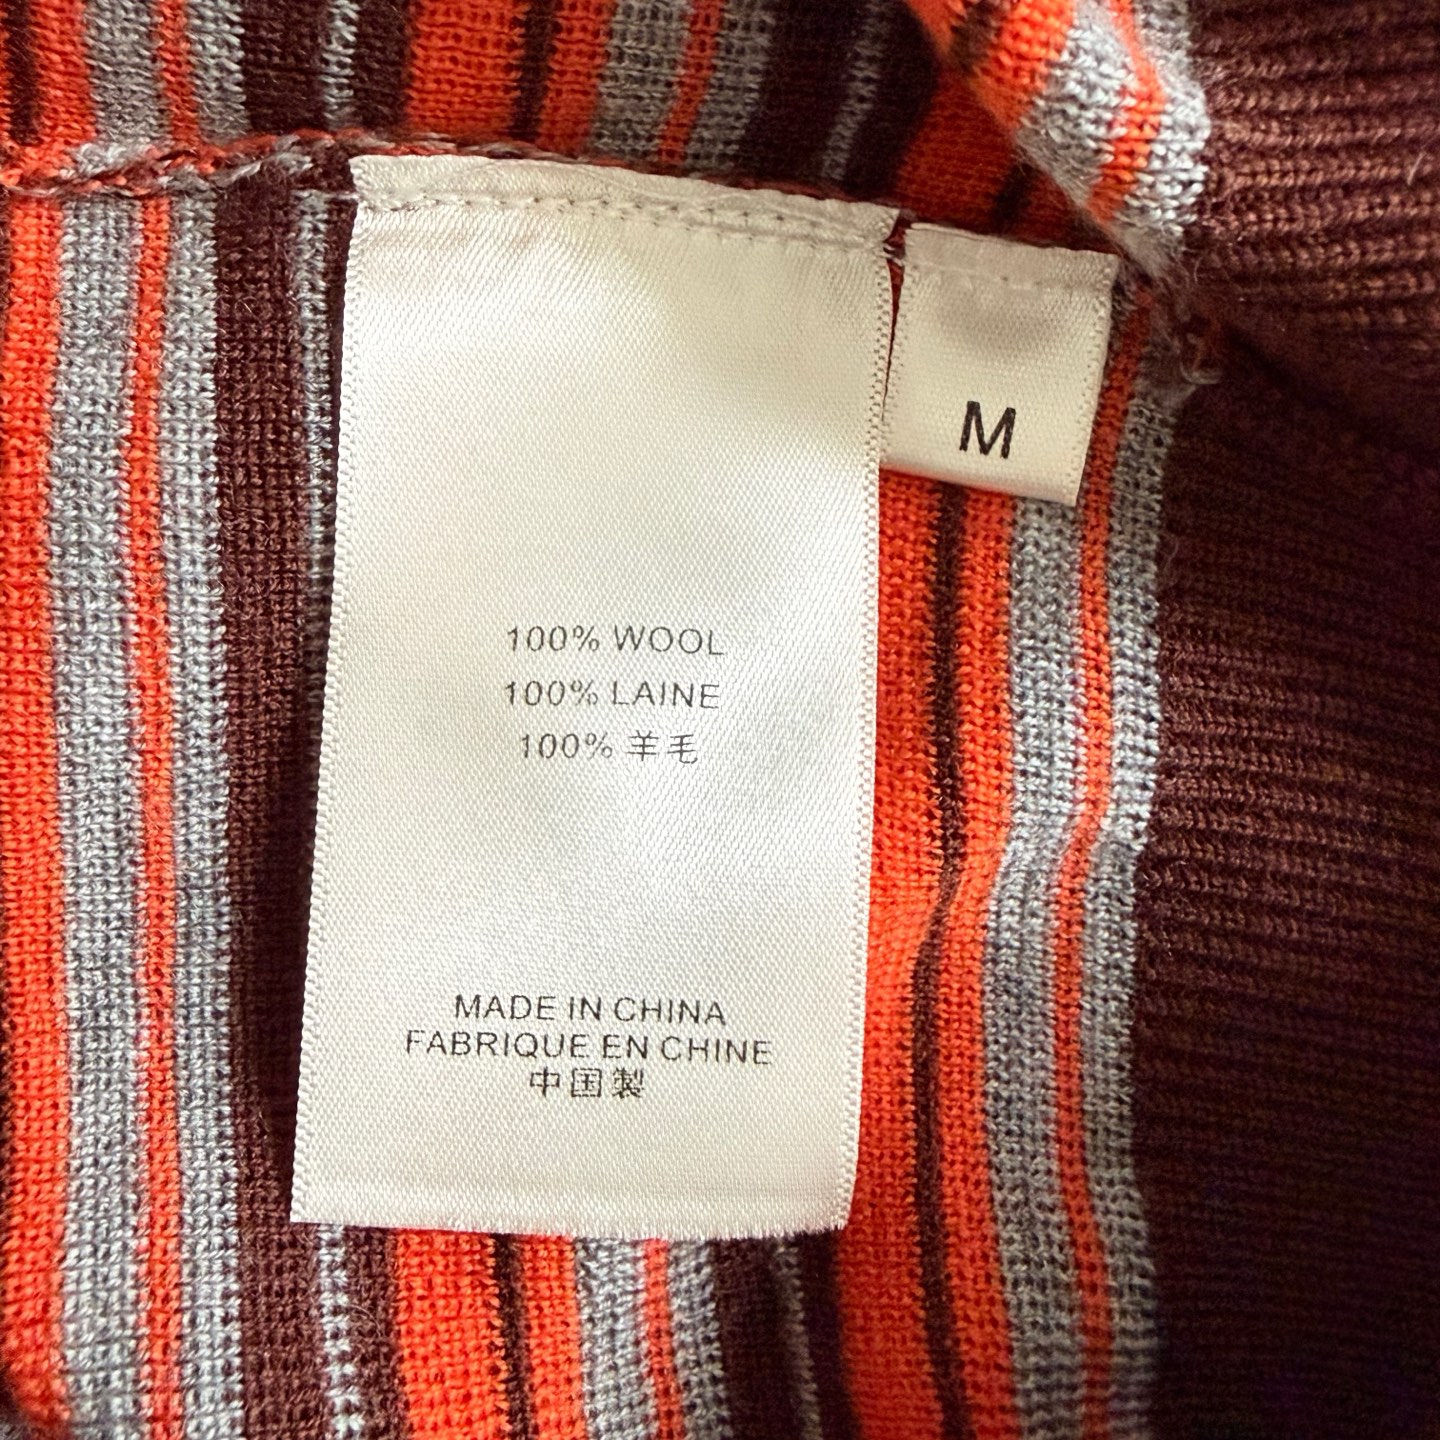 M
100% WOOL
100% LAINE
100% 羊毛
MADE IN CHINA
FABRIQUE EN CHINE
中国製